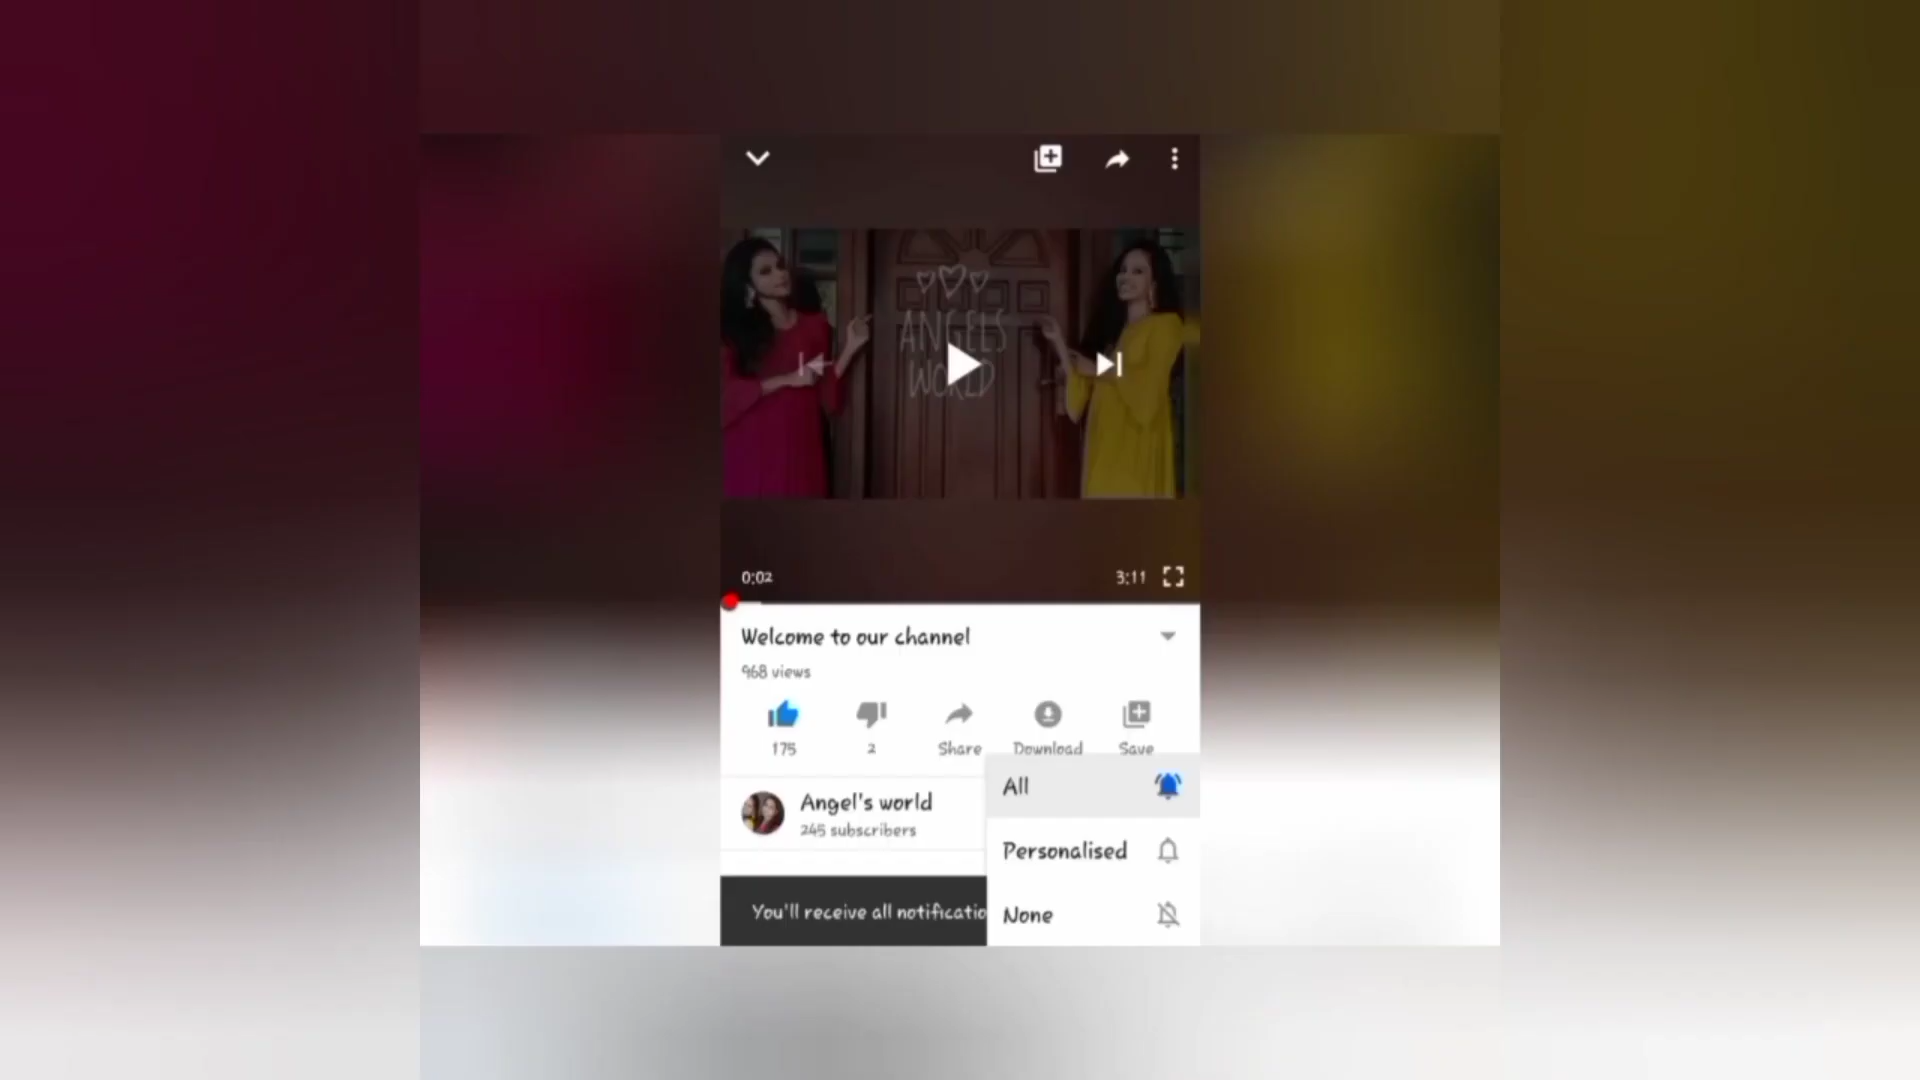 ANGELS
WORLD
0:02
3:11
Welcome to our channel
968 views
175
2
Share
Download
Save
Angel's world
245 subscribers
All
Personalised
None
You'll receive all notificatio